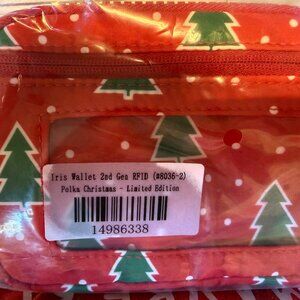 Iris Wallet 2nd Gen RFID (#8036-2)
Polka Christmas - Limited Edition
14986338